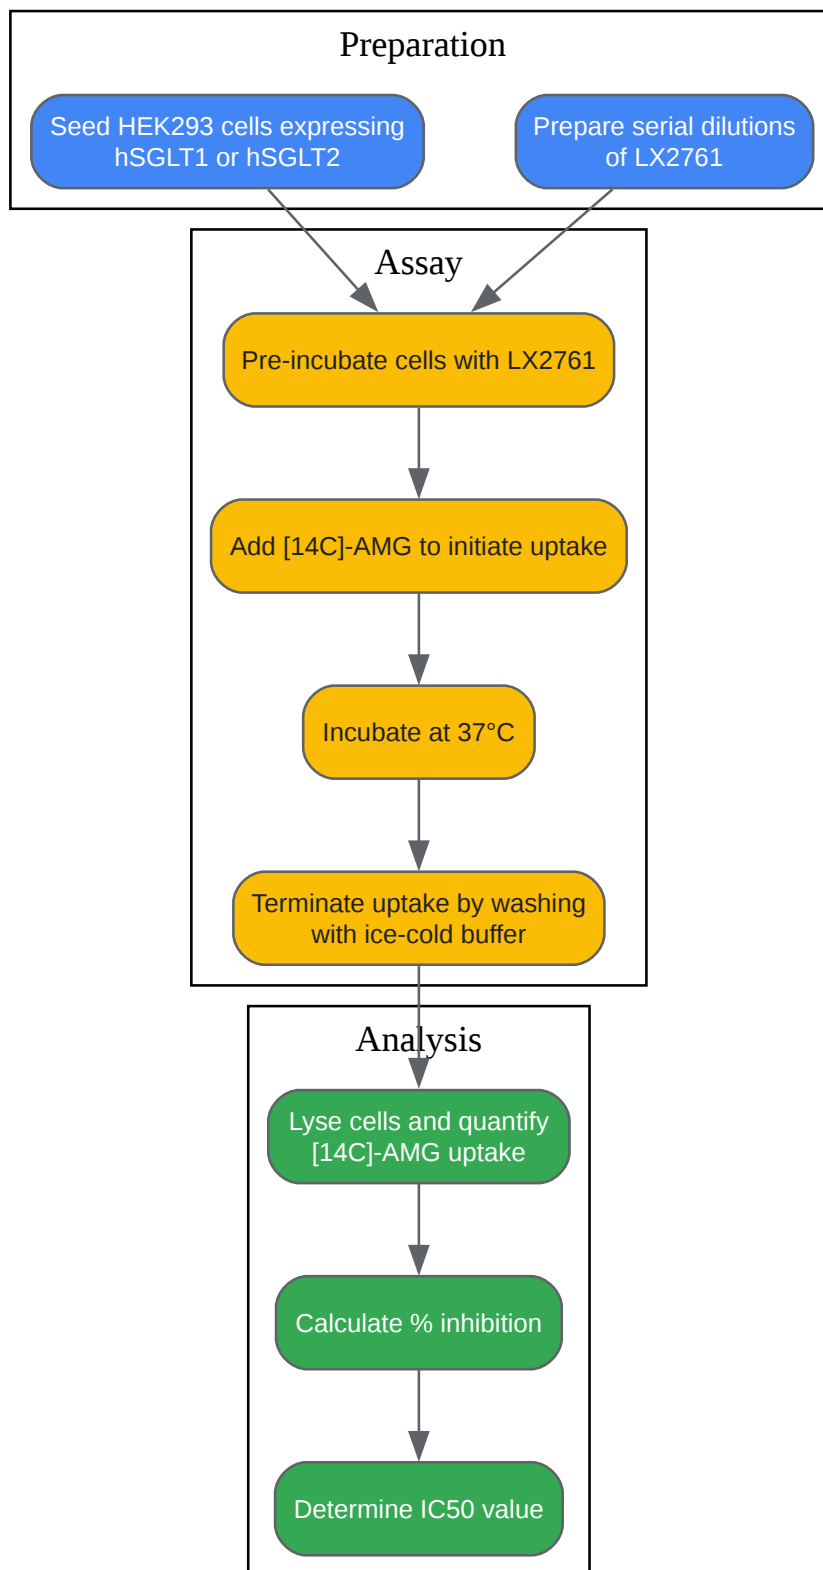 Preparation
Seed HEK293 cells expressing
hSGLT1 or hSGLT2
Prepare serial dilutions
of LX2761
Assay
Pre-incubate cells with LX2761
Add [14C]-AMG to initiate uptake
Incubate at 37°C
Terminate uptake by washing
with ice-cold buffer
Analysis
Lyse cells and quantify
[14C]-AMG uptake
Calculate % inhibition
Determine IC50 value